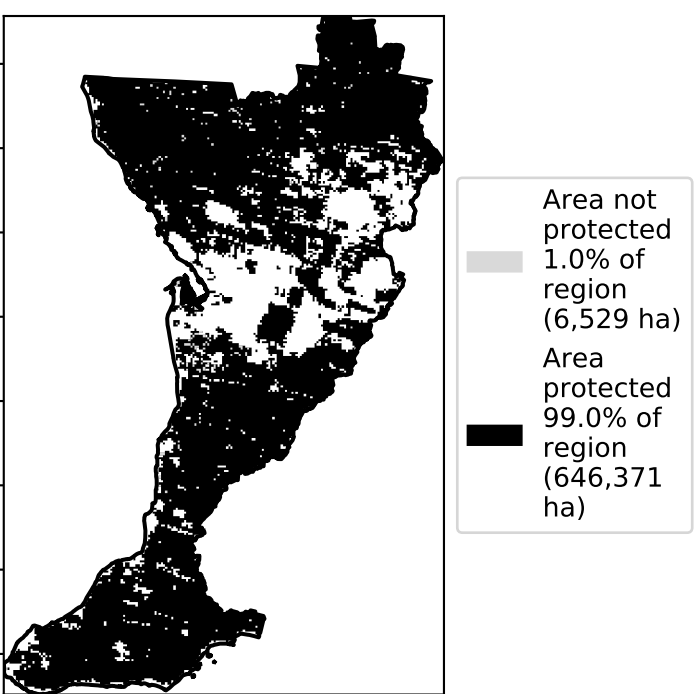 Area not
protected
1.0% of
region
(6,529 ha)
Area
protected
99.0% of
region
(646,371
ha)